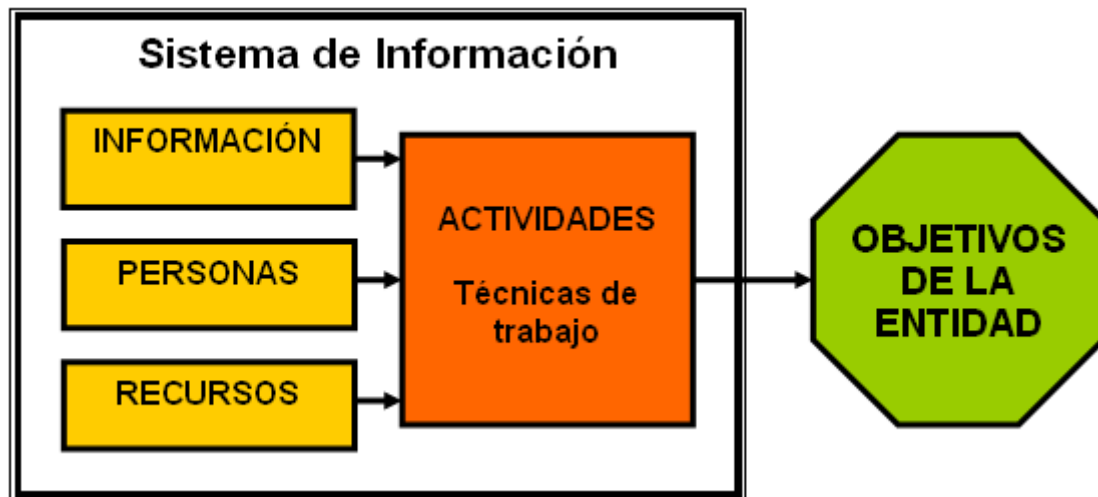 Sistema de Información
INFORMACIÓN
PERSONAS
RECURSOS
ACTIVIDADES
Técnicas de
trabajo
OBJETIVOS
DE LA
ENTIDAD